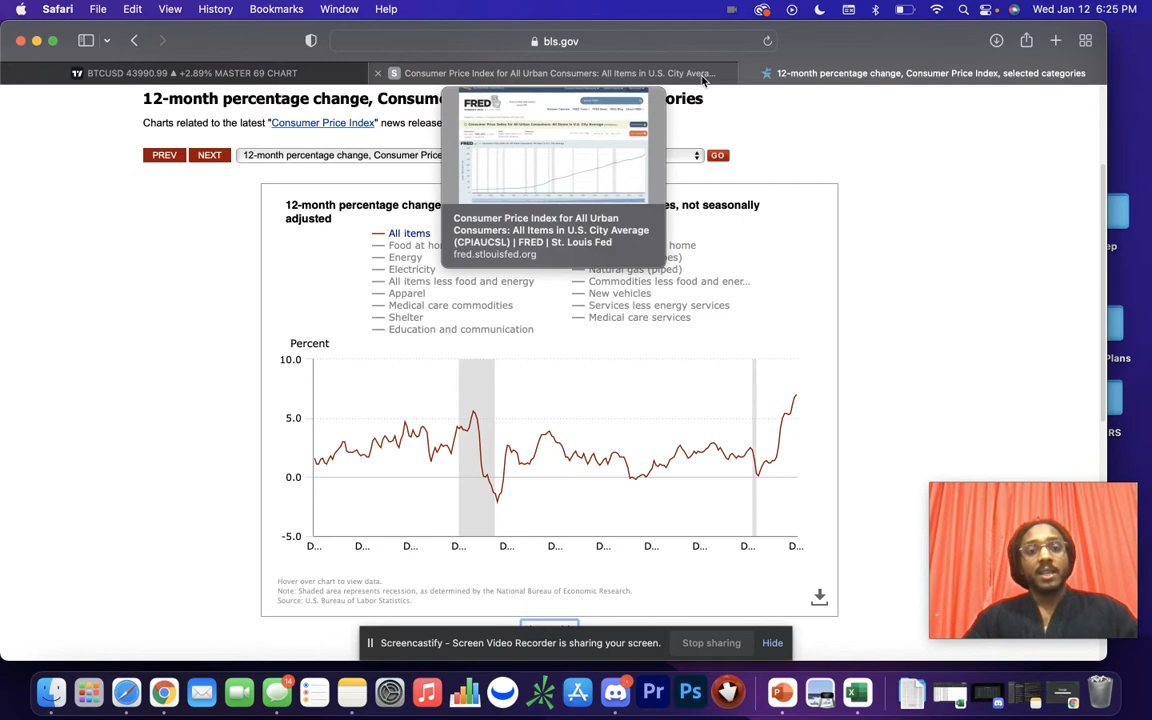 Safari File Edit View History Bookmarks Window Help Wed Jan 12 6:25 PM
bls.gov
BTCUSD 43990.99 ▲ +2.89% MASTER 69 CHART
Consumer Price Index for All Urban Consumers: All Items in U.S. City Avera...
12-month percentage change, Consumer Price Index, selected categories
12-month percentage change, Consume
ories
Charts related to the latest "Consumer Price Index" news release
PREV NEXT 12-month percentage change, Consumer Price GO
FRED
Consumer Price Index for All Urban
Consumers: All Items in U.S. City Average
(CPIAUCSL) | FRED | St. Louis Fed
fred.stlouisfed.org
12-month percentage change
es, not seasonally
adjusted
All items
Food at ho
home
Energy
es)
Electricity
Natural gas (piped)
All items less food and energy
Commodities less food and ener...
Apparel
New vehicles
Medical care commodities
Services less energy services
Shelter
Medical care services
Education and communication
Percent
10.0
5.0
0.0
-5.0
D... D... D... D... D... D... D... D... D... D... D...
Hover over chart to view data.
Note: Shaded area represents recession, as determined by the National Bureau of Economic Research.
Source: U.S. Bureau of Labor Statistics.
Screencastify - Screen Video Recorder is sharing your screen. Stop sharing Hide
ep
Plans
RS
14
Pr
Ps